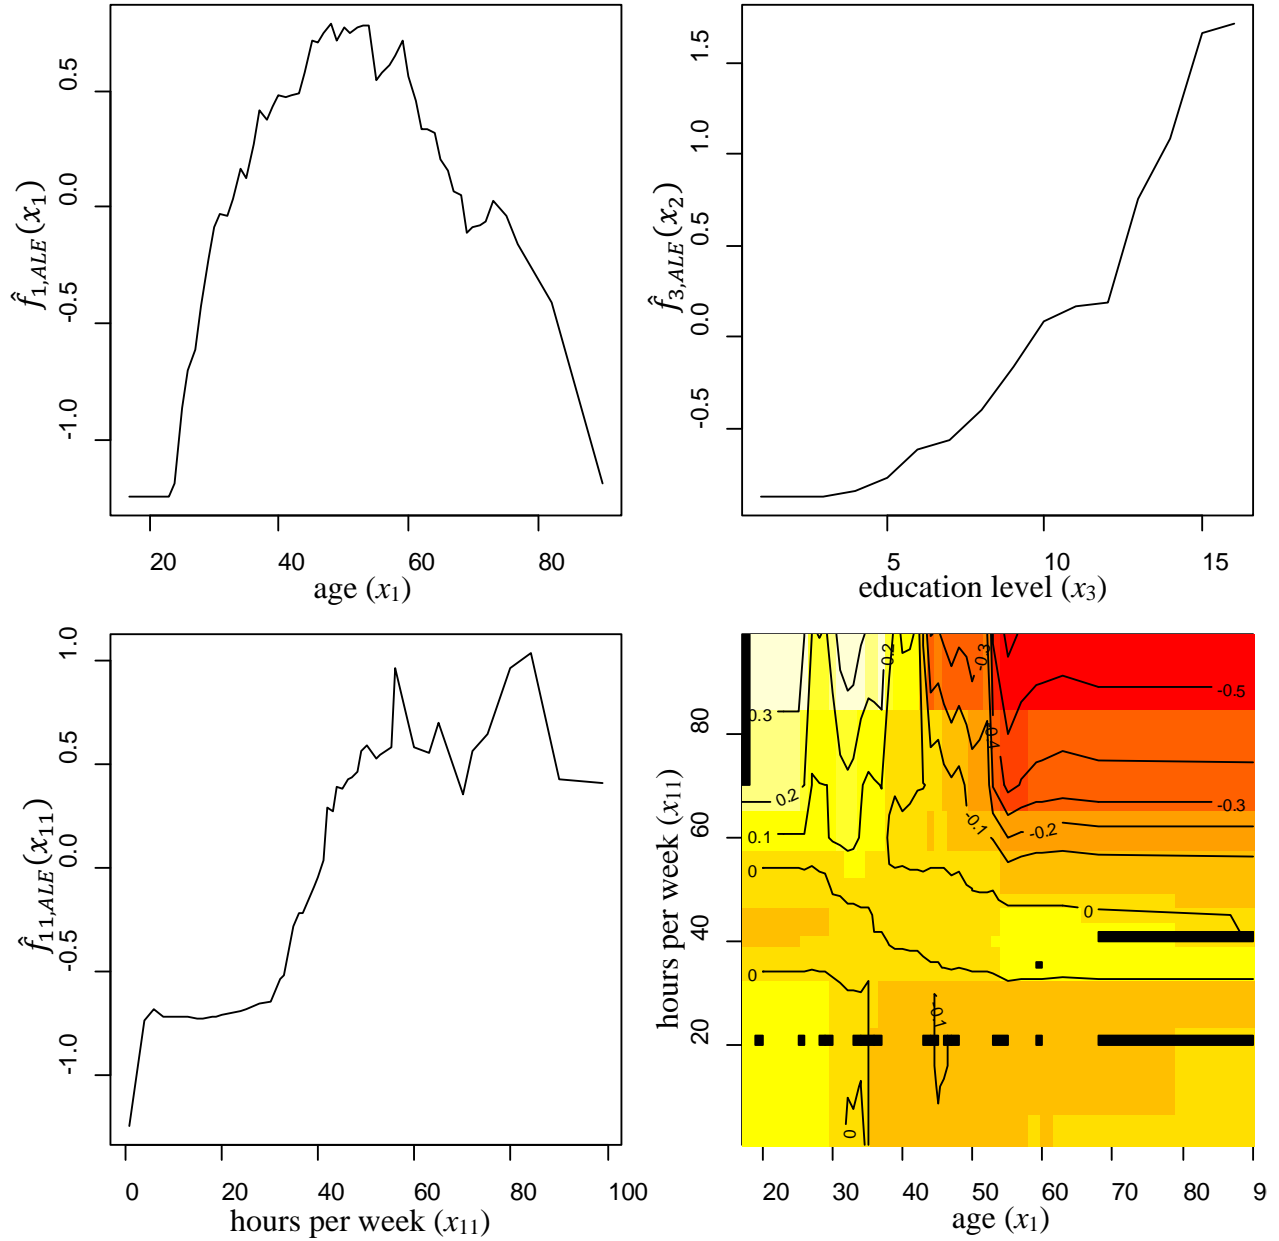 0.5
0.0
-0.5
-1.0
f̂1,ALE(x1)
20 40 60 80
age (x1)
1.5
1.0
0.5
0.0
-0.5
f̂3,ALE(x2)
5 10 15
education level (x3)
1.0
0.5
0.0
-0.5
-1.0
f̂11,ALE(x11)
0 20 40 60 80 100
hours per week (x11)
80
60
40
20
hours per week (x11)
0.2
-0.3
-0.5
0.3
-0.4
0.2
-0.3
-0.1
-0.2
0.1
0
0
0
-0.1
0
20 30 40 50 60 70 80 9
age (x1)